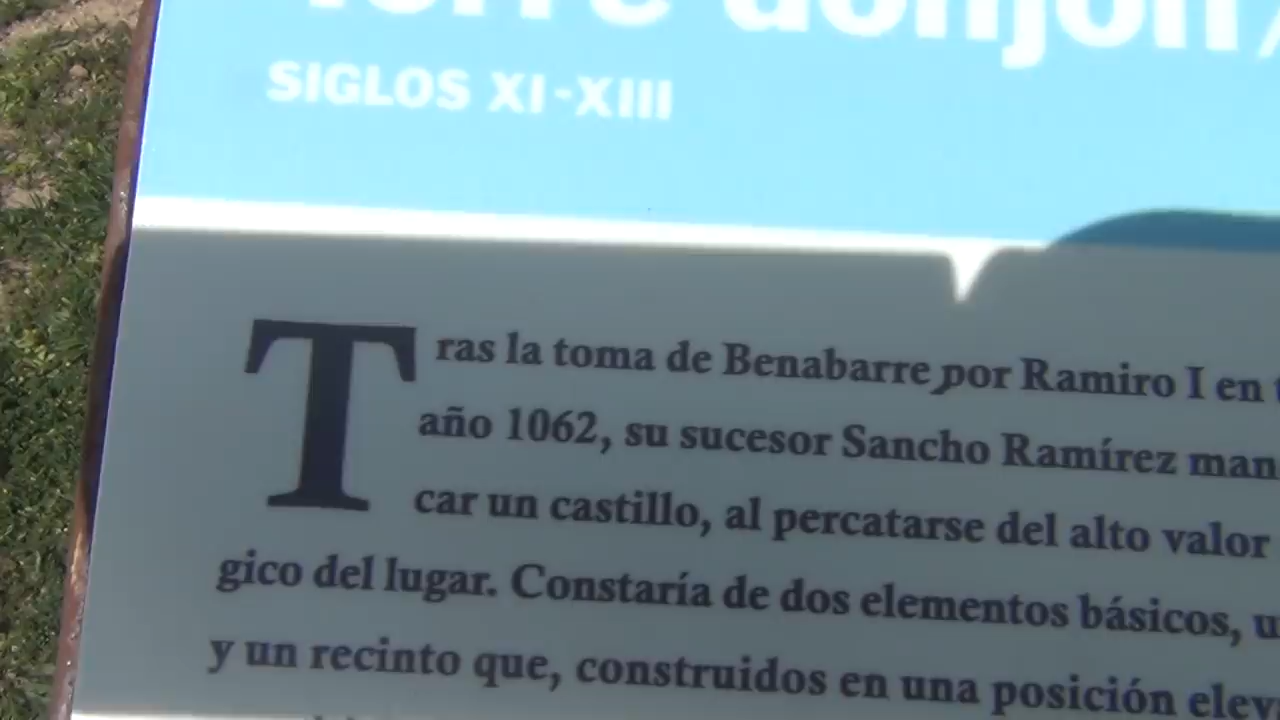 Torre donjon
SIGLOS XI-XIII
Tras la toma de Benabarre por Ramiro I en
año 1062, su sucesor Sancho Ramírez man
car un castillo, al percatarse del alto valor
gico del lugar. Constaría de dos elementos básicos, u
y un recinto que, construidos en una posición elev